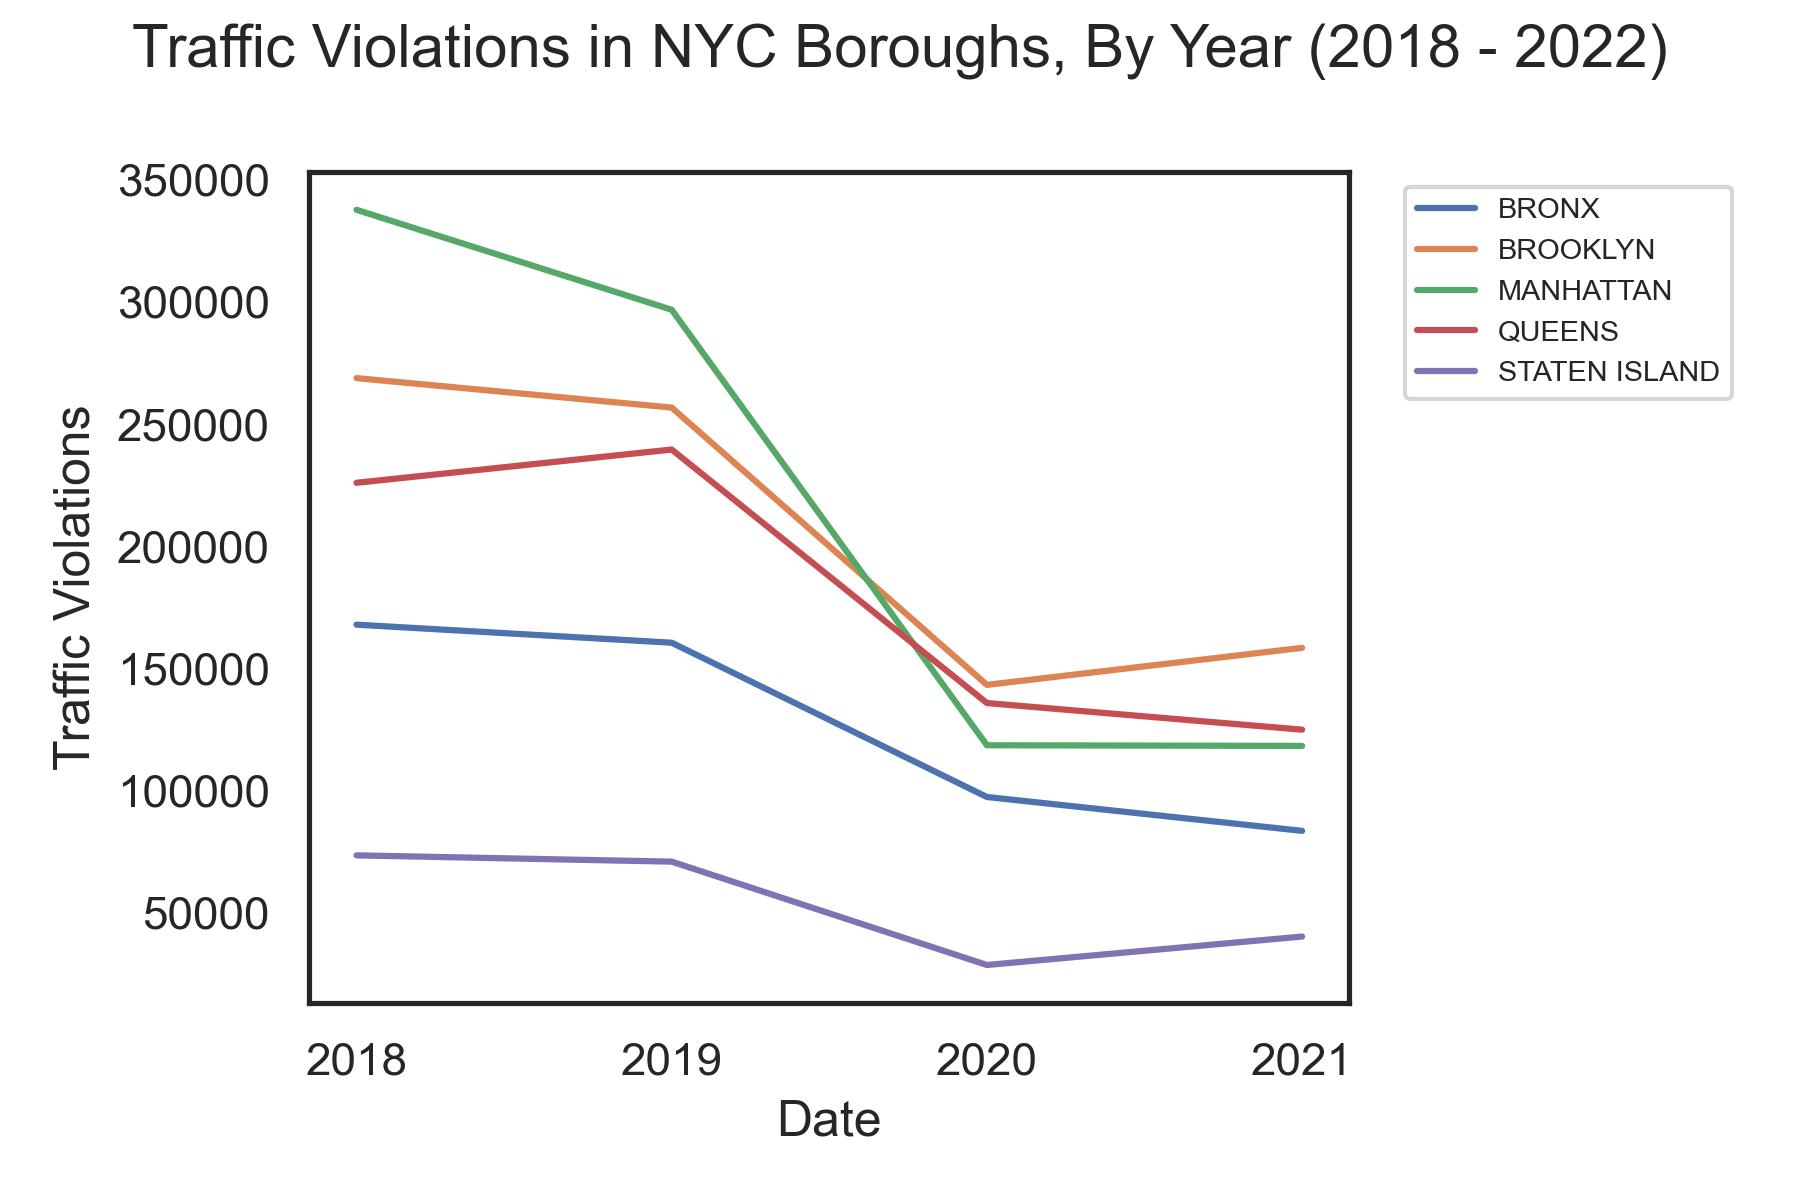 Traffic Violations in NYC Boroughs, By Year (2018 - 2022)
350000
300000
250000
200000
150000
100000
50000
Traffic Violations
2018 2019 2020 2021
Date
BRONX
BROOKLYN
MANHATTAN
QUEENS
STATEN ISLAND